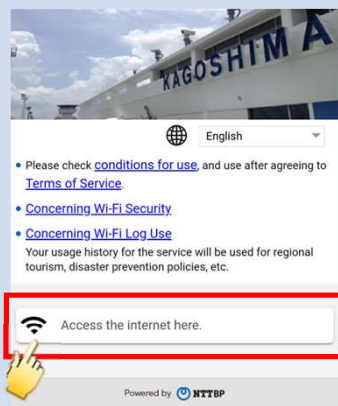 KAGOSHIMA
English
• Please check conditions for use, and use after agreeing to
Terms of Service.
• Concerning Wi-Fi Security
• Concerning Wi-Fi Log Use
Your usage history for the service will be used for regional
tourism, disaster prevention policies, etc.
Access the internet here.
Powered by NTTBP